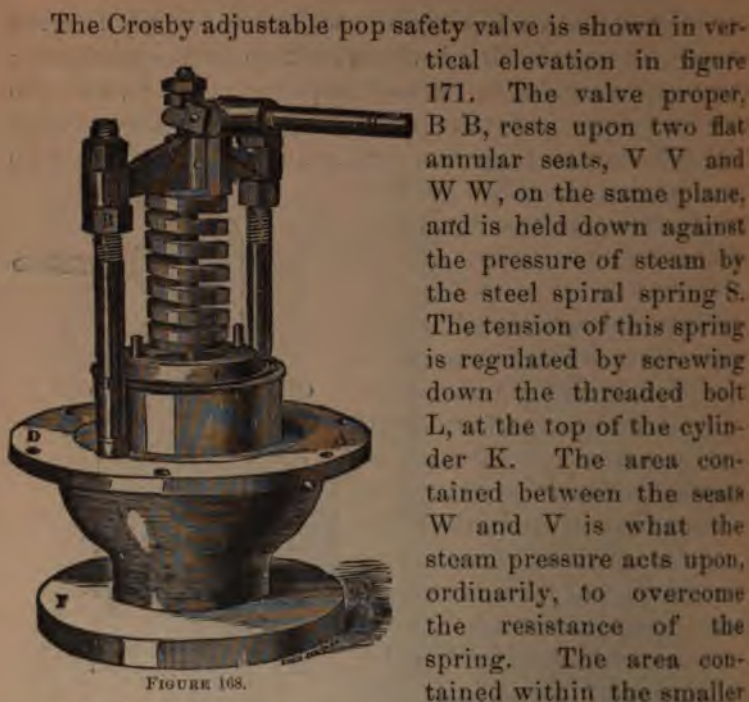 The Crosby adjustable pop safety valve is shown in ver-
tical elevation in figure
171. The valve proper,
B B, rests upon two flat
annular seats, V V and
W W, on the same plane,
and is held down against
the pressure of steam by
the steel spiral spring S.
The tension of this spring
is regulated by screwing
down the threaded bolt
L, at the top of the cylin-
der K. The area con-
tained between the seats
W and V is what the
steam pressure acts upon,
ordinarily, to overcome
the resistance of the
spring. The area con-
tained within the smaller
B
D
F
FIGURE 168.